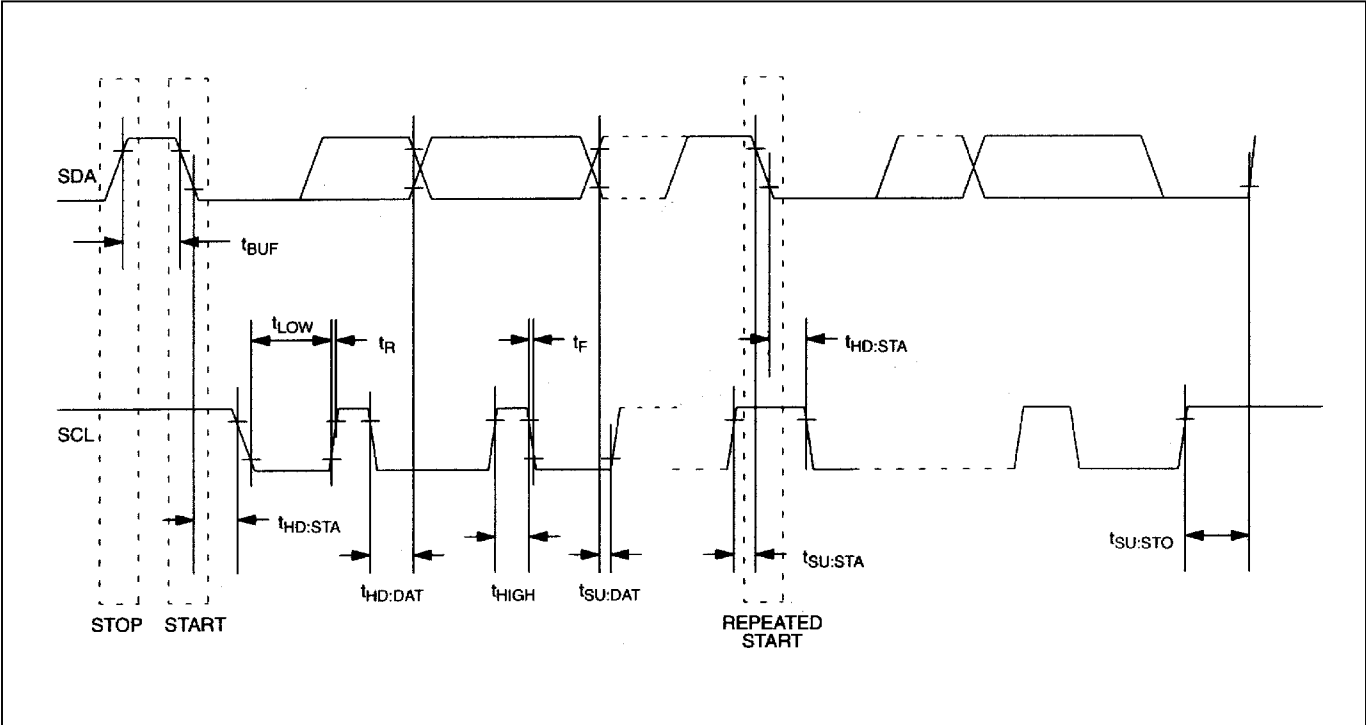 SDA
tBUF
tLOW
tR
tF
tHD:STA
SCL
tHD:STA
tSU:STA
tSU:STO
tHD:DAT
tHIGH
tSU:DAT
STOP
START
REPEATED
START